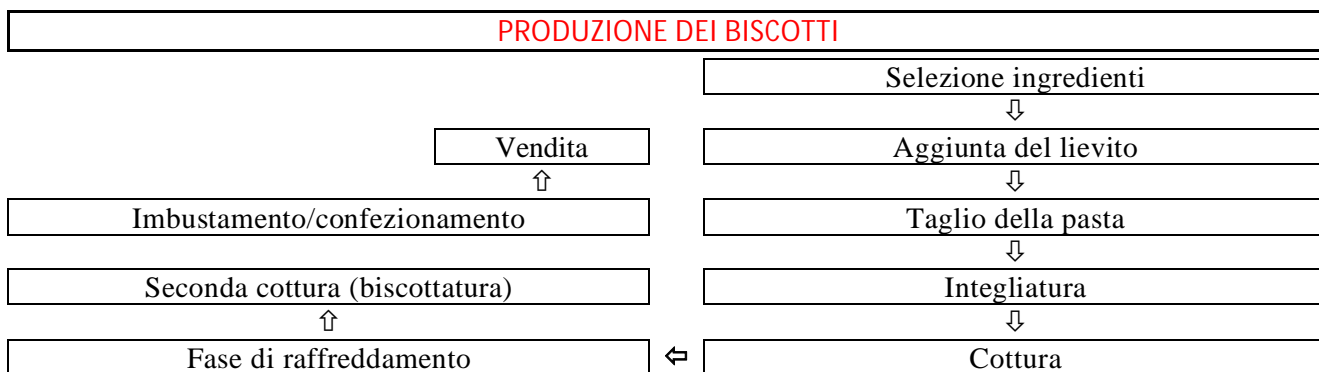 PRODUZIONE DEI BISCOTTI
Selezione ingredienti
⇩
Vendita
Aggiunta del lievito
⇧
⇩
Imbustamento/confezionamento
Taglio della pasta
⇩
Seconda cottura (biscottatura)
Integliatura
⇧
⇩
Fase di raffreddamento
⇦
Cottura